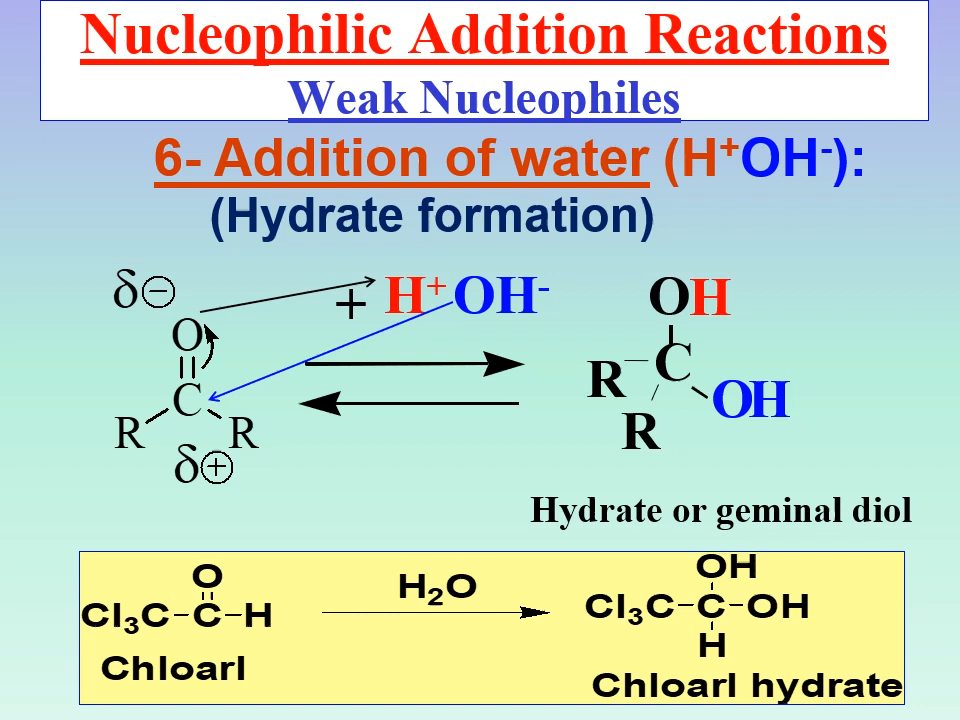 Nucleophilic Addition Reactions
Weak Nucleophiles
6- Addition of water (H⁺OH⁻):
(Hydrate formation)
δ⊖ + H⁺ OH⁻
O
C
R R
δ⊕
OH
R C
OH
R
Hydrate or geminal diol
O
Cl₃C–C–H
Chloarl
H₂O
OH
Cl₃C–C–OH
H
Chloarl hydrate